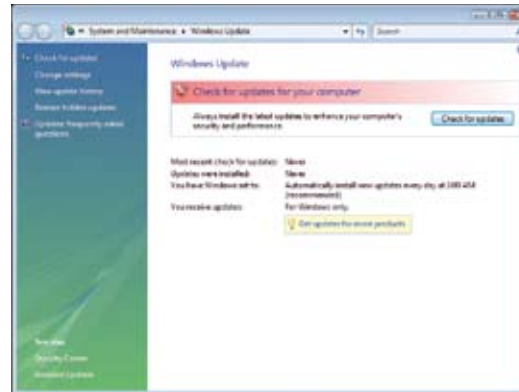 System and Maintenance ▸ Windows Update
Search
Check for updates
Change settings
View update history
Restore hidden updates
Updates: frequently asked
questions
Windows Update
Check for updates for your computer
Always install the latest updates to enhance your computer's
security and performance.
Check for updates
Most recent check for updates: Never
Updates were installed: Never
You have Windows set to: Automatically install new updates every day at 3:00 AM
(recommended)
You receive updates: For Windows only.
Get updates for more products
See also
Security Center
Installed Updates